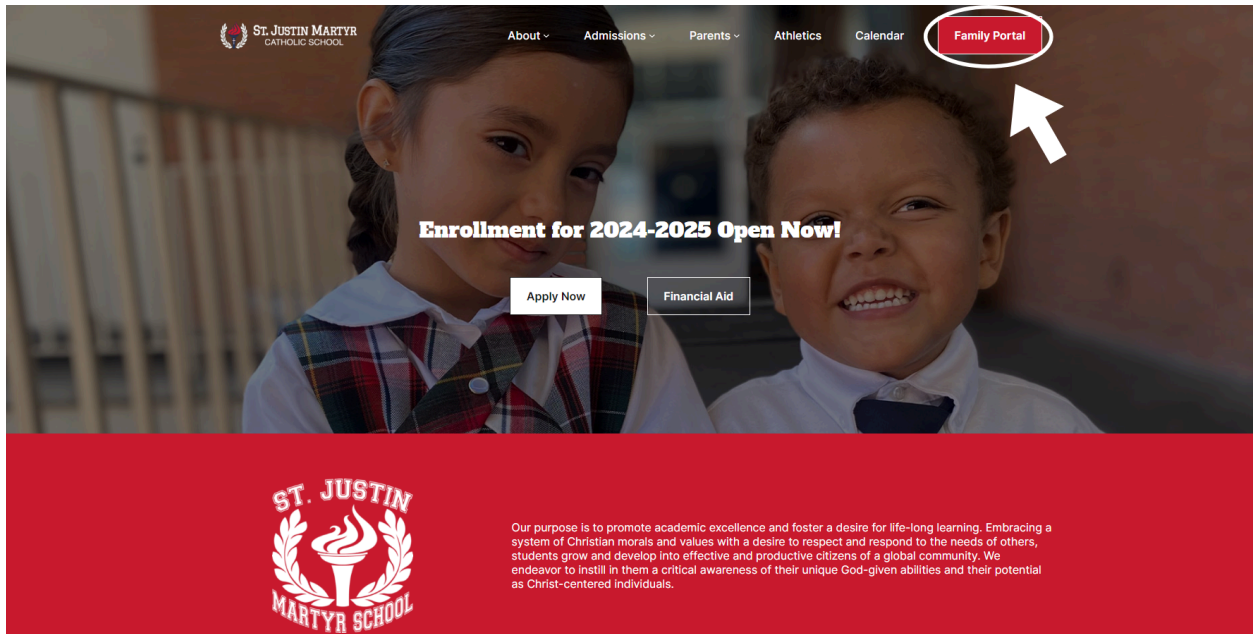 ST. JUSTIN MARTYR
CATHOLIC SCHOOL
About
Admissions
Parents
Athletics
Calendar
Family Portal
Enrollment for 2024-2025 Open Now!
Apply Now
Financial Aid
ST. JUSTIN
MARTYR SCHOOL
Our purpose is to promote academic excellence and foster a desire for life-long learning. Embracing a
system of Christian morals and values with a desire to respect and respond to the needs of others,
students grow and develop into effective and productive citizens of a global community. We
endeavor to instill in them a critical awareness of their unique God-given abilities and their potential
as Christ-centered individuals.